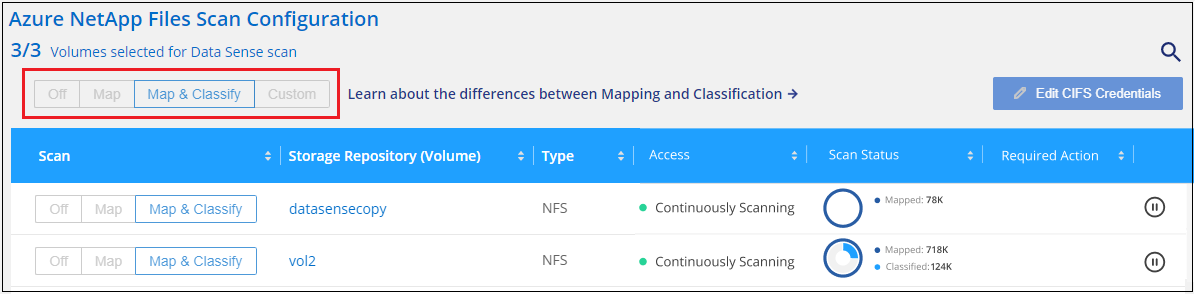 Azure NetApp Files Scan Configuration
3/3 Volumes selected for Data Sense scan
Off Map Map & Classify Custom Learn about the differences between Mapping and Classification → Edit CIFS Credentials
Scan Storage Repository (Volume) Type Access Scan Status Required Action
Off Map Map & Classify datasensecopy NFS Continuously Scanning Mapped: 78K
Off Map Map & Classify vol2 NFS Continuously Scanning Mapped: 718K
Classified:124K